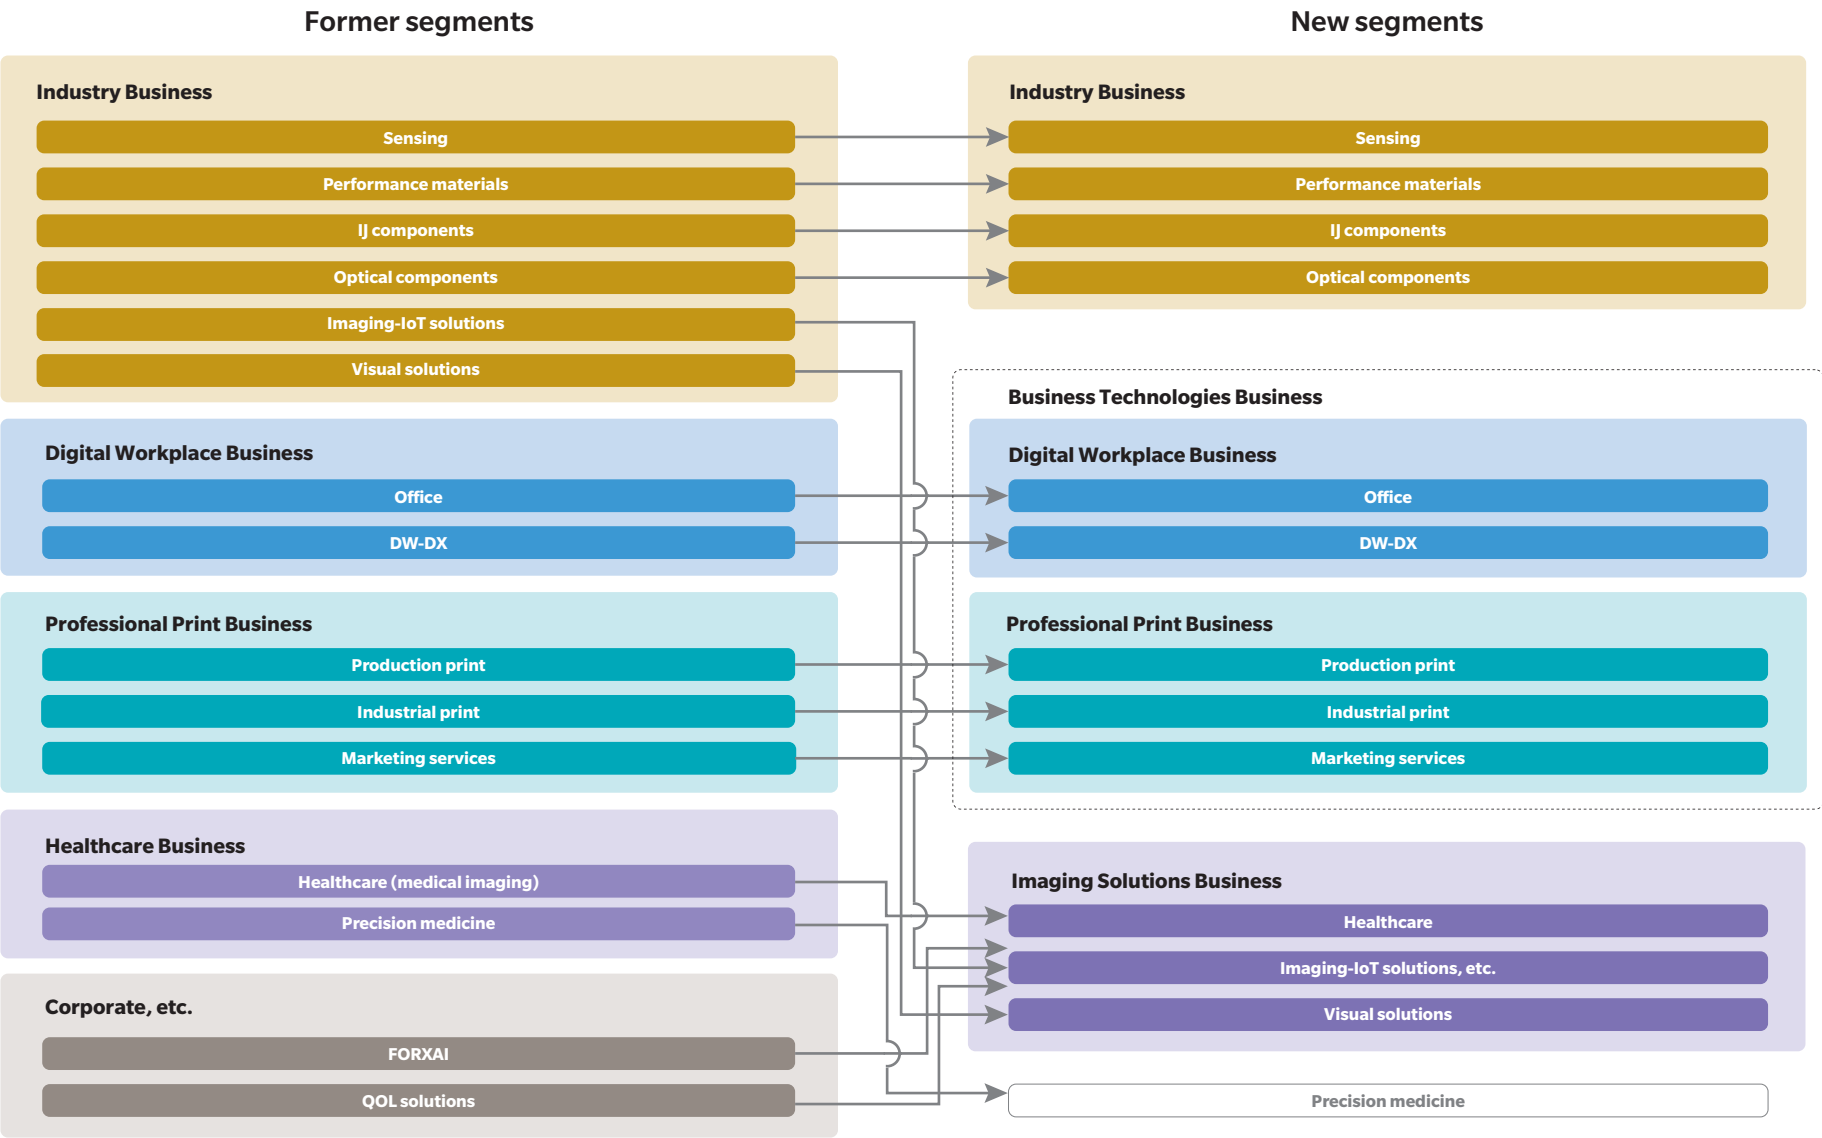 Former segments
Industry Business
Sensing
Performance materials
IJ components
Optical components
Imaging-IoT solutions
Visual solutions
Digital Workplace Business
Office
DW-DX
Professional Print Business
Production print
Industrial print
Marketing services
Healthcare Business
Healthcare (medical imaging)
Precision medicine
Corporate, etc.
FORXAI
QOL solutions
New segments
Industry Business
Sensing
Performance materials
IJ components
Optical components
Business Technologies Business
Digital Workplace Business
Office
DW-DX
Professional Print Business
Production print
Industrial print
Marketing services
Imaging Solutions Business
Healthcare
Imaging-IoT solutions, etc.
Visual solutions
Precision medicine